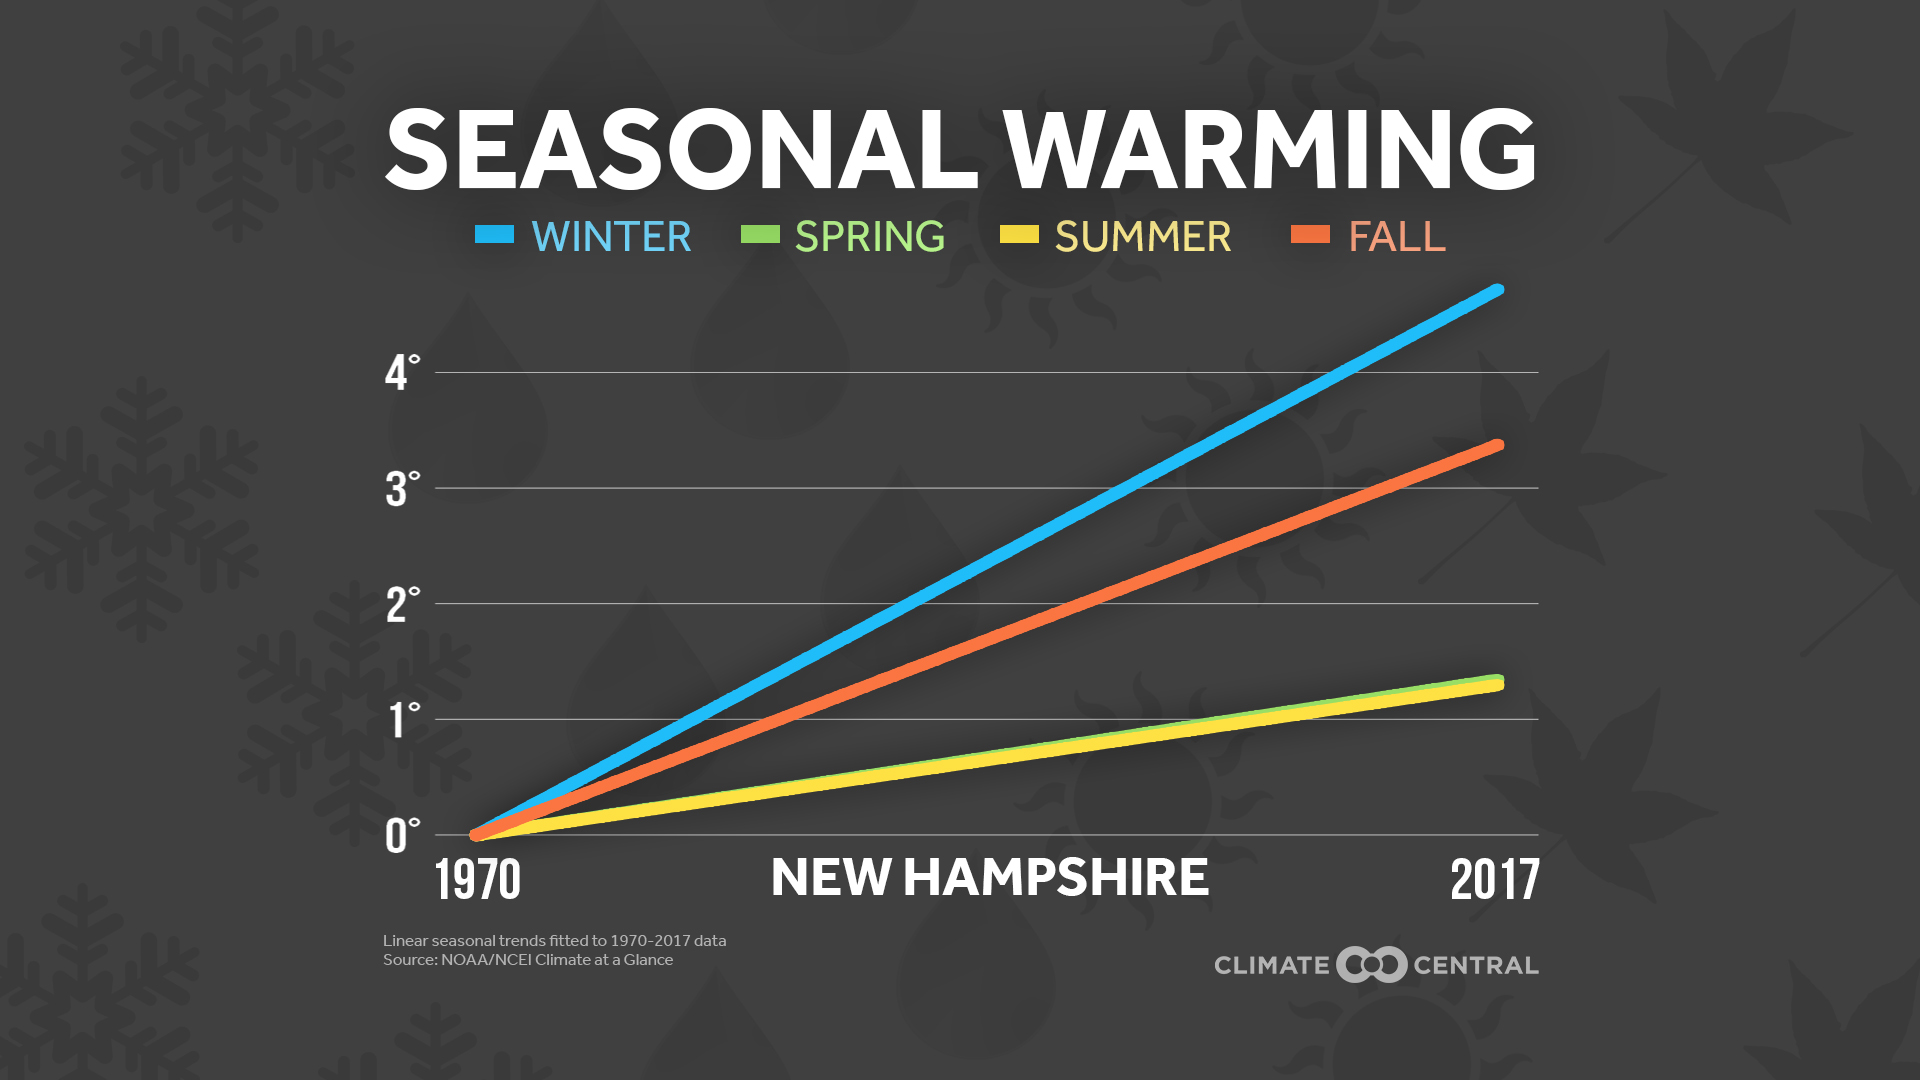 SEASONAL WARMING
WINTER SPRING SUMMER FALL
4°
3°
2°
1°
0°
1970 NEW HAMPSHIRE 2017
Linear seasonal trends fitted to 1970-2017 data
Source: NOAA/NCEI Climate at a Glance
CLIMATE CENTRAL